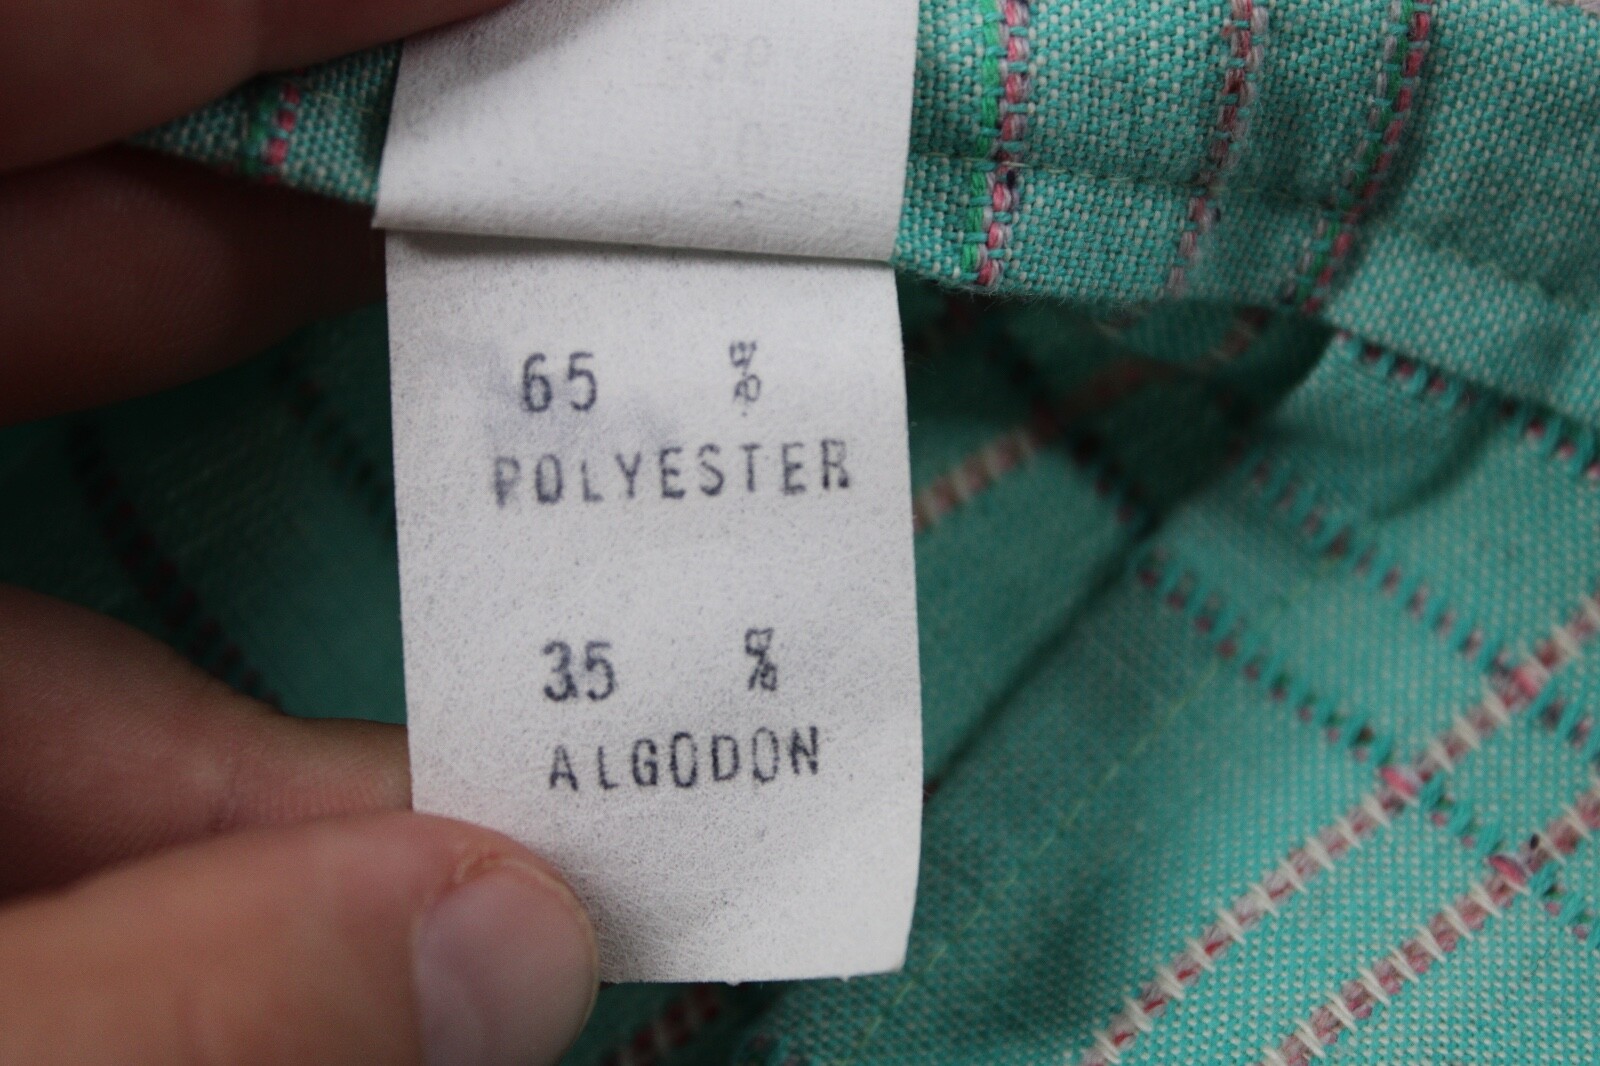 65 %
POLYESTER
35 %
ALGODON